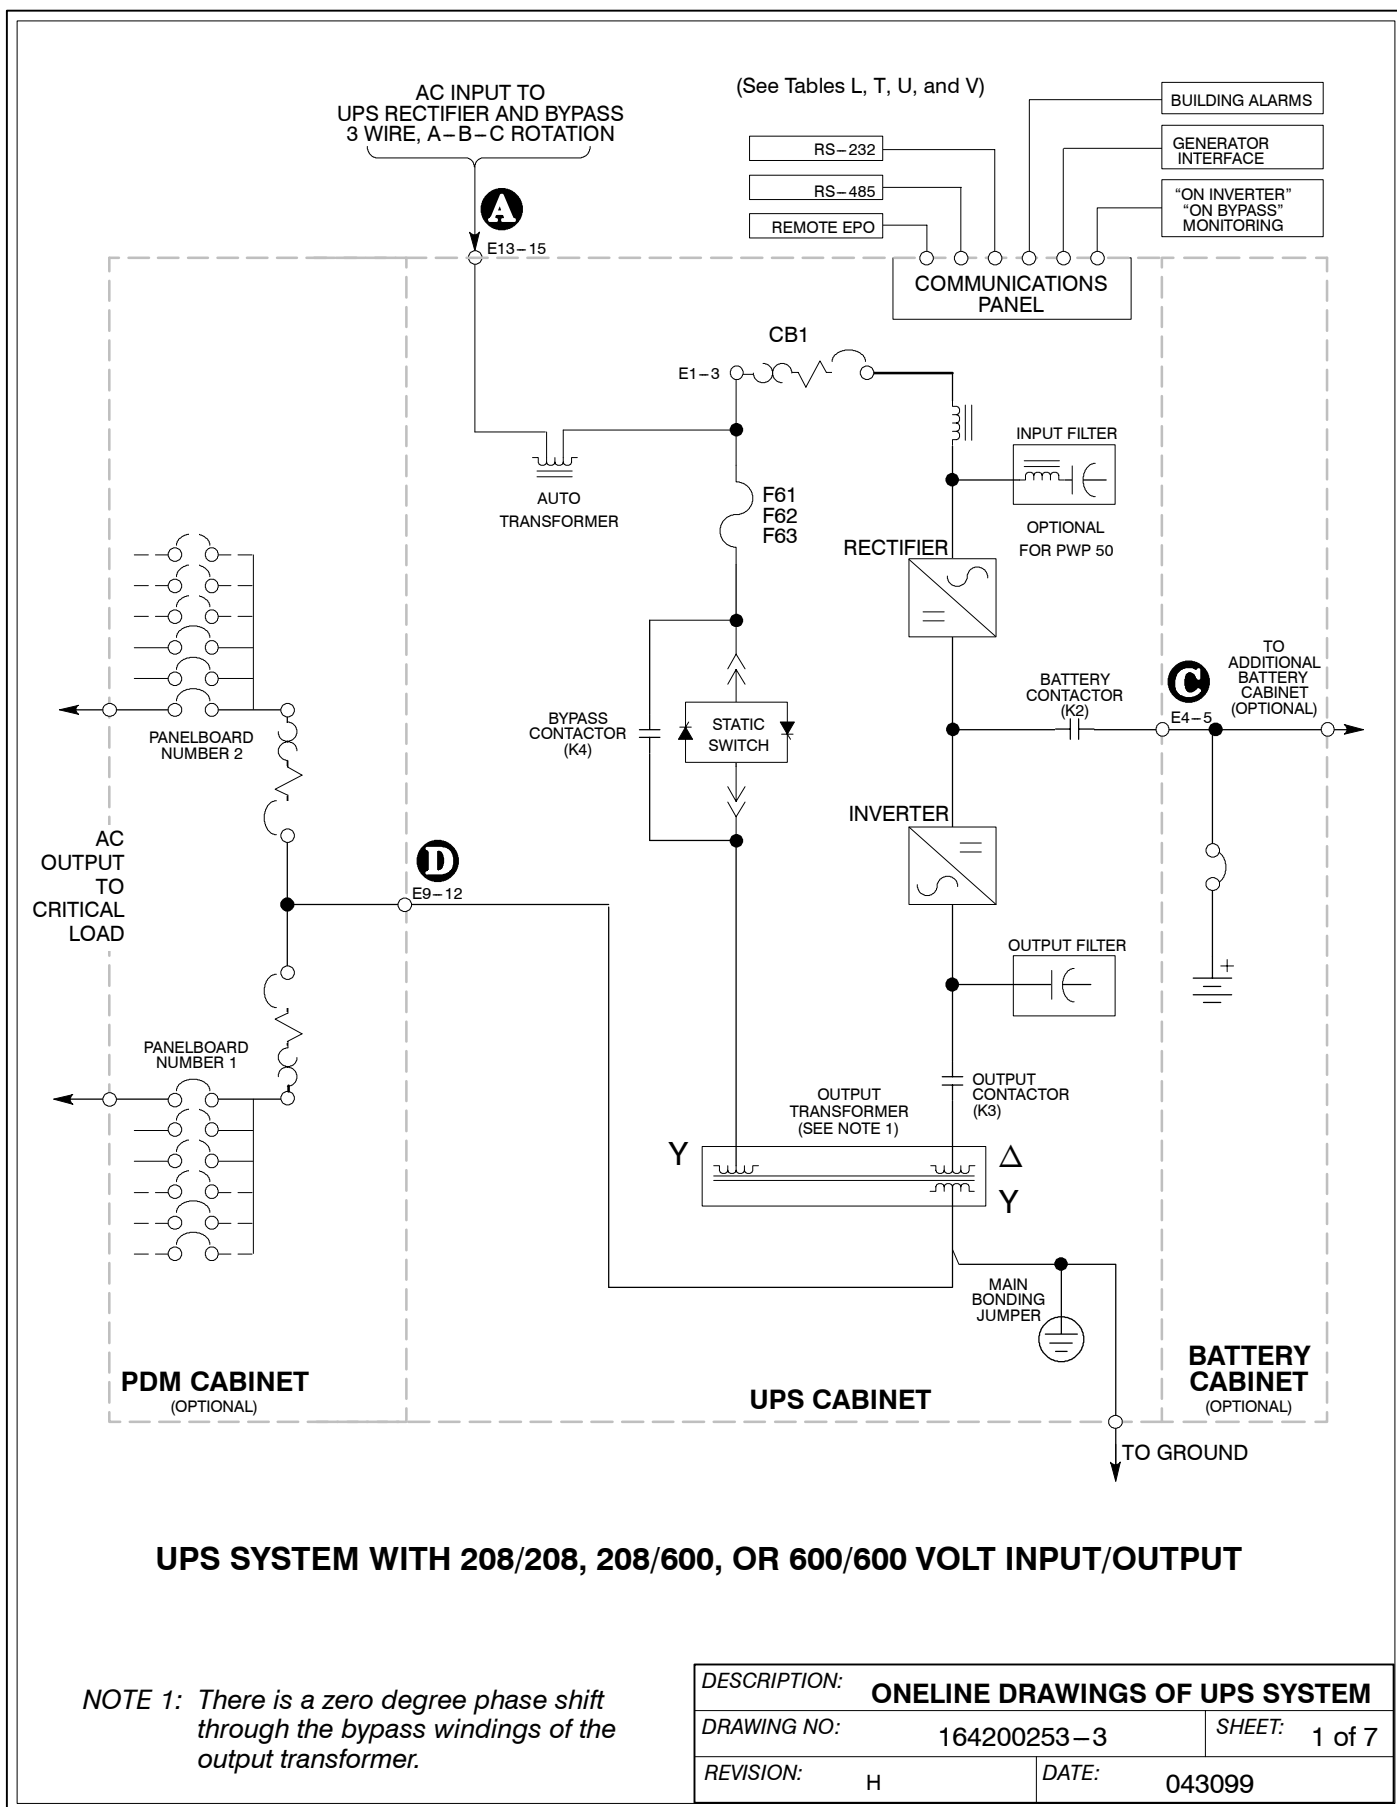 AC INPUT TO
UPS RECTIFIER AND BYPASS
3 WIRE, A-B-C ROTATION
(See Tables L, T, U, and V)
BUILDING ALARMS
RS-232
GENERATOR
INTERFACE
RS-485
"ON INVERTER"
"ON BYPASS"
MONITORING
REMOTE EPO
A
E13-15
COMMUNICATIONS
PANEL
CB1
E1-3
INPUT FILTER
AUTO
TRANSFORMER
F61
F62
F63
OPTIONAL
FOR PWP 50
RECTIFIER
TO
ADDITIONAL
BATTERY
CABINET
(OPTIONAL)
C
E4-5
BATTERY
CONTACTOR
(K2)
BYPASS
CONTACTOR
(K4)
STATIC
SWITCH
PANELBOARD
NUMBER 2
INVERTER
AC
OUTPUT
TO
CRITICAL
LOAD
D
E9-12
OUTPUT FILTER
+
PANELBOARD
NUMBER 1
OUTPUT
CONTACTOR
(K3)
OUTPUT
TRANSFORMER
(SEE NOTE 1)
Y
Δ
Y
MAIN
BONDING
JUMPER
PDM CABINET
(OPTIONAL)
UPS CABINET
BATTERY
CABINET
(OPTIONAL)
TO GROUND
UPS SYSTEM WITH 208/208, 208/600, OR 600/600 VOLT INPUT/OUTPUT
NOTE 1: There is a zero degree phase shift
through the bypass windings of the
output transformer.
DESCRIPTION: ONELINE DRAWINGS OF UPS SYSTEM
DRAWING NO: 164200253-3 SHEET: 1 of 7
REVISION: H DATE: 043099